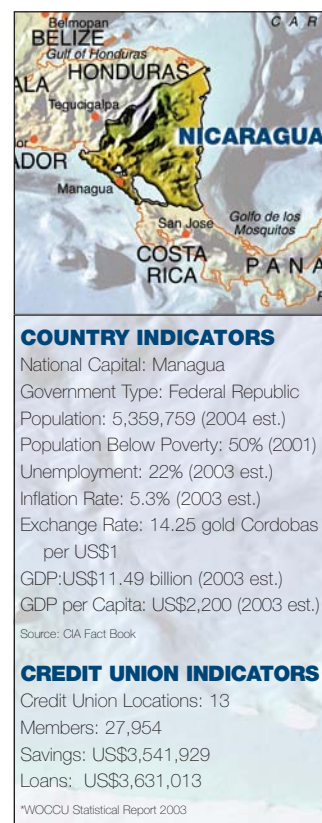 Belmopan
C A R
BELIZE
Gulf of Honduras
HONDURAS
ALA
Tegucigalpa
NICARAGUA
or
ADOR
Managua
San José
Golfo de los
Mosquitos
COSTA
RICA
P A N A
COUNTRY INDICATORS
National Capital: Managua
Government Type: Federal Republic
Population: 5,359,759 (2004 est.)
Population Below Poverty: 50% (2001)
Unemployment: 22% (2003 est.)
Inflation Rate: 5.3% (2003 est.)
Exchange Rate: 14.25 gold Cordobas
per US$1
GDP:US$11.49 billion (2003 est.)
GDP per Capita: US$2,200 (2003 est.)
Source: CIA Fact Book
CREDIT UNION INDICATORS
Credit Union Locations: 13
Members: 27,954
Savings: US$3,541,929
Loans: US$3,631,013
*WOCCU Statistical Report 2003